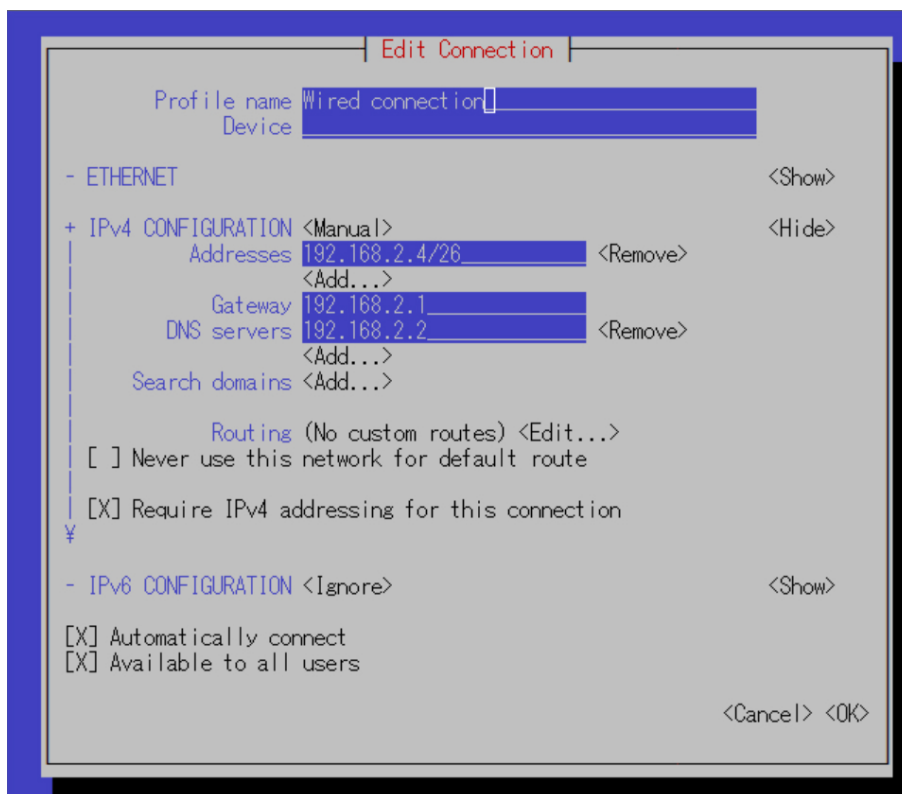 Edit Connection
Profile name Wired connection
Device
- ETHERNET <Show>
+ IPv4 CONFIGURATION <Manual> <Hide>
Addresses 192.168.2.4/26 <Remove>
<Add...>
Gateway 192.168.2.1
DNS servers 192.168.2.2 <Remove>
<Add...>
Search domains <Add...>
Routing (No custom routes) <Edit...>
[ ] Never use this network for default route
[X] Require IPv4 addressing for this connection
¥
- IPv6 CONFIGURATION <Ignore> <Show>
[X] Automatically connect
[X] Available to all users
<Cancel> <OK>